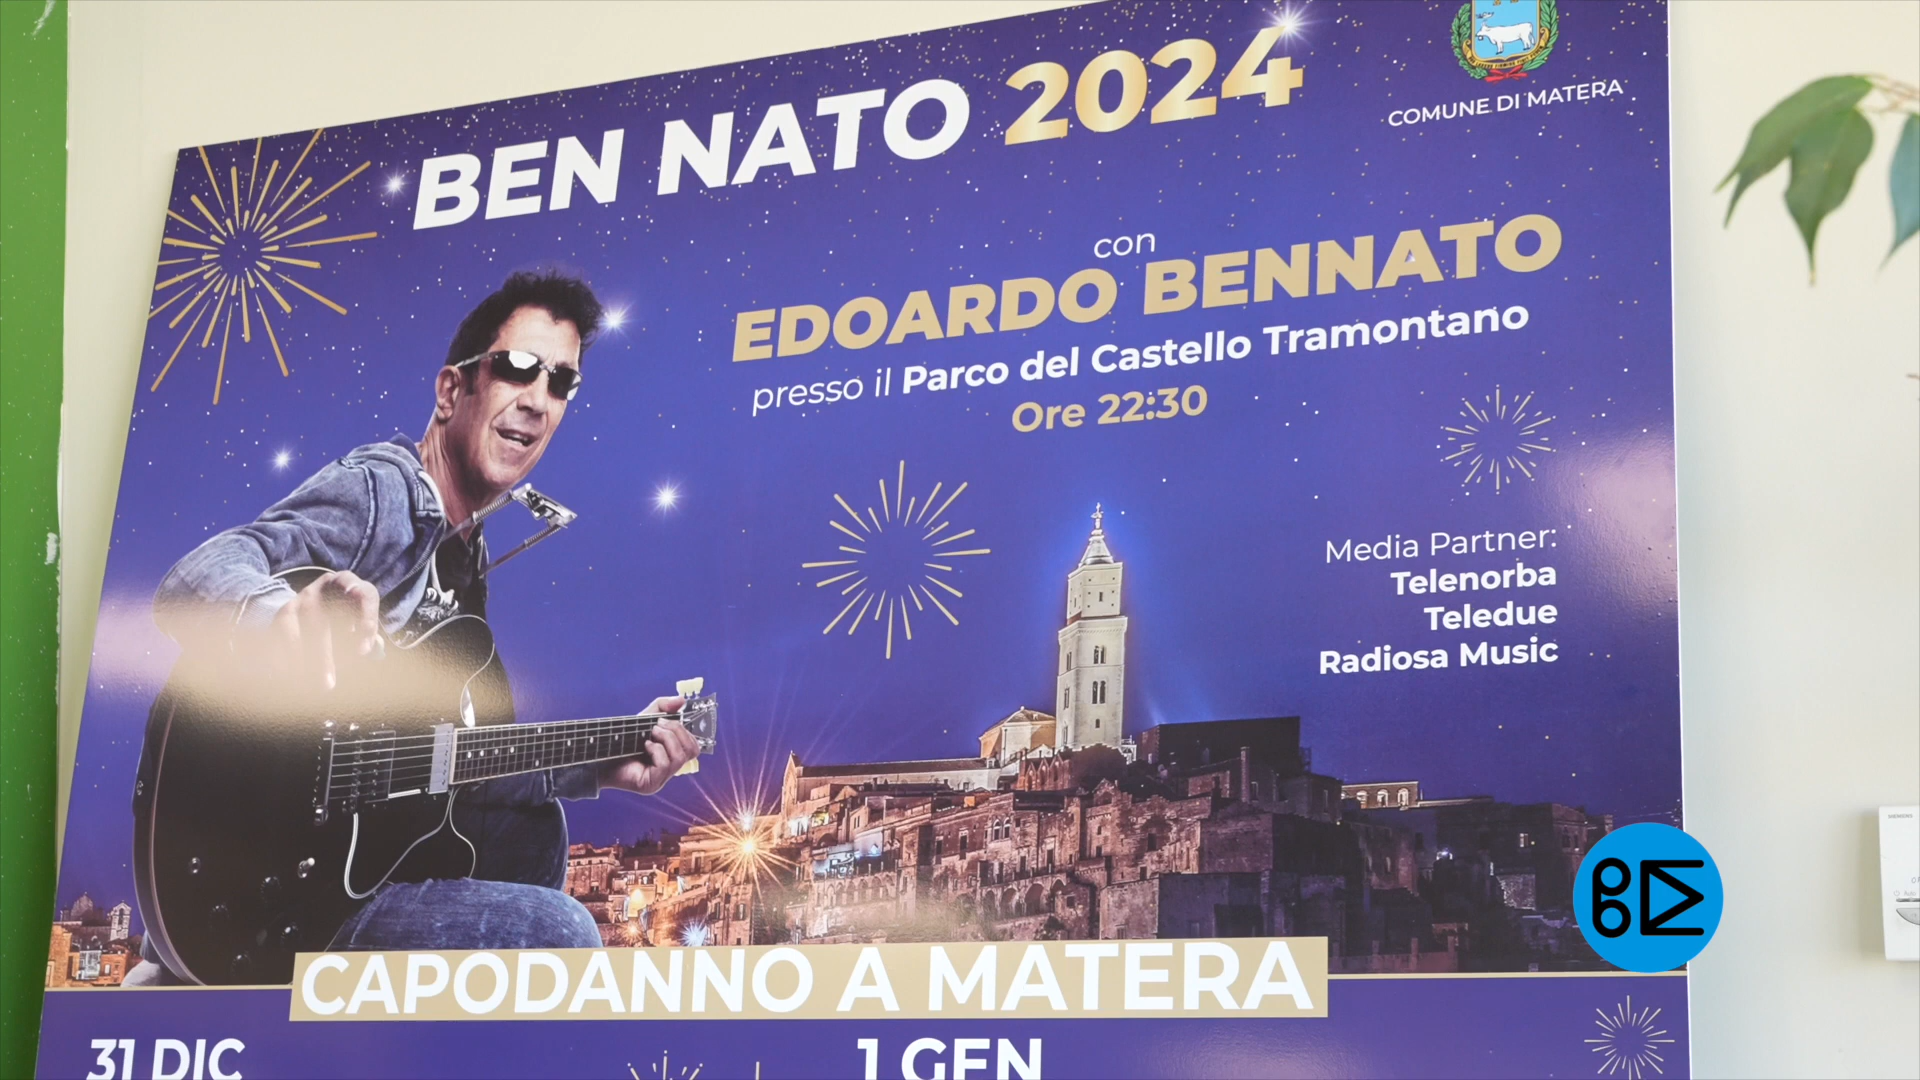 BEN NATO 2024
COMUNE DI MATERA
con
EDOARDO BENNATO
presso il Parco del Castello Tramontano
Ore 22:30
Media Partner:
Telenorba
Teledue
Radiosa Music
CAPODANNO A MATERA
31 DIC
1 GEN
SIEMENS